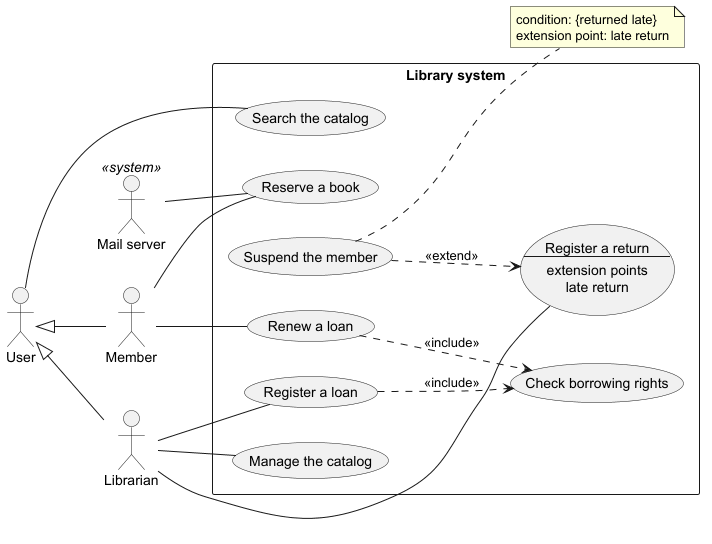 condition: {returned late}
extension point: late return
Library system
Search the catalog
«system»
Mail server
Reserve a book
Suspend the member
«extend»
Register a return
extension points
late return
User
Member
Renew a loan
«include»
Register a loan
«include»
Check borrowing rights
Librarian
Manage the catalog